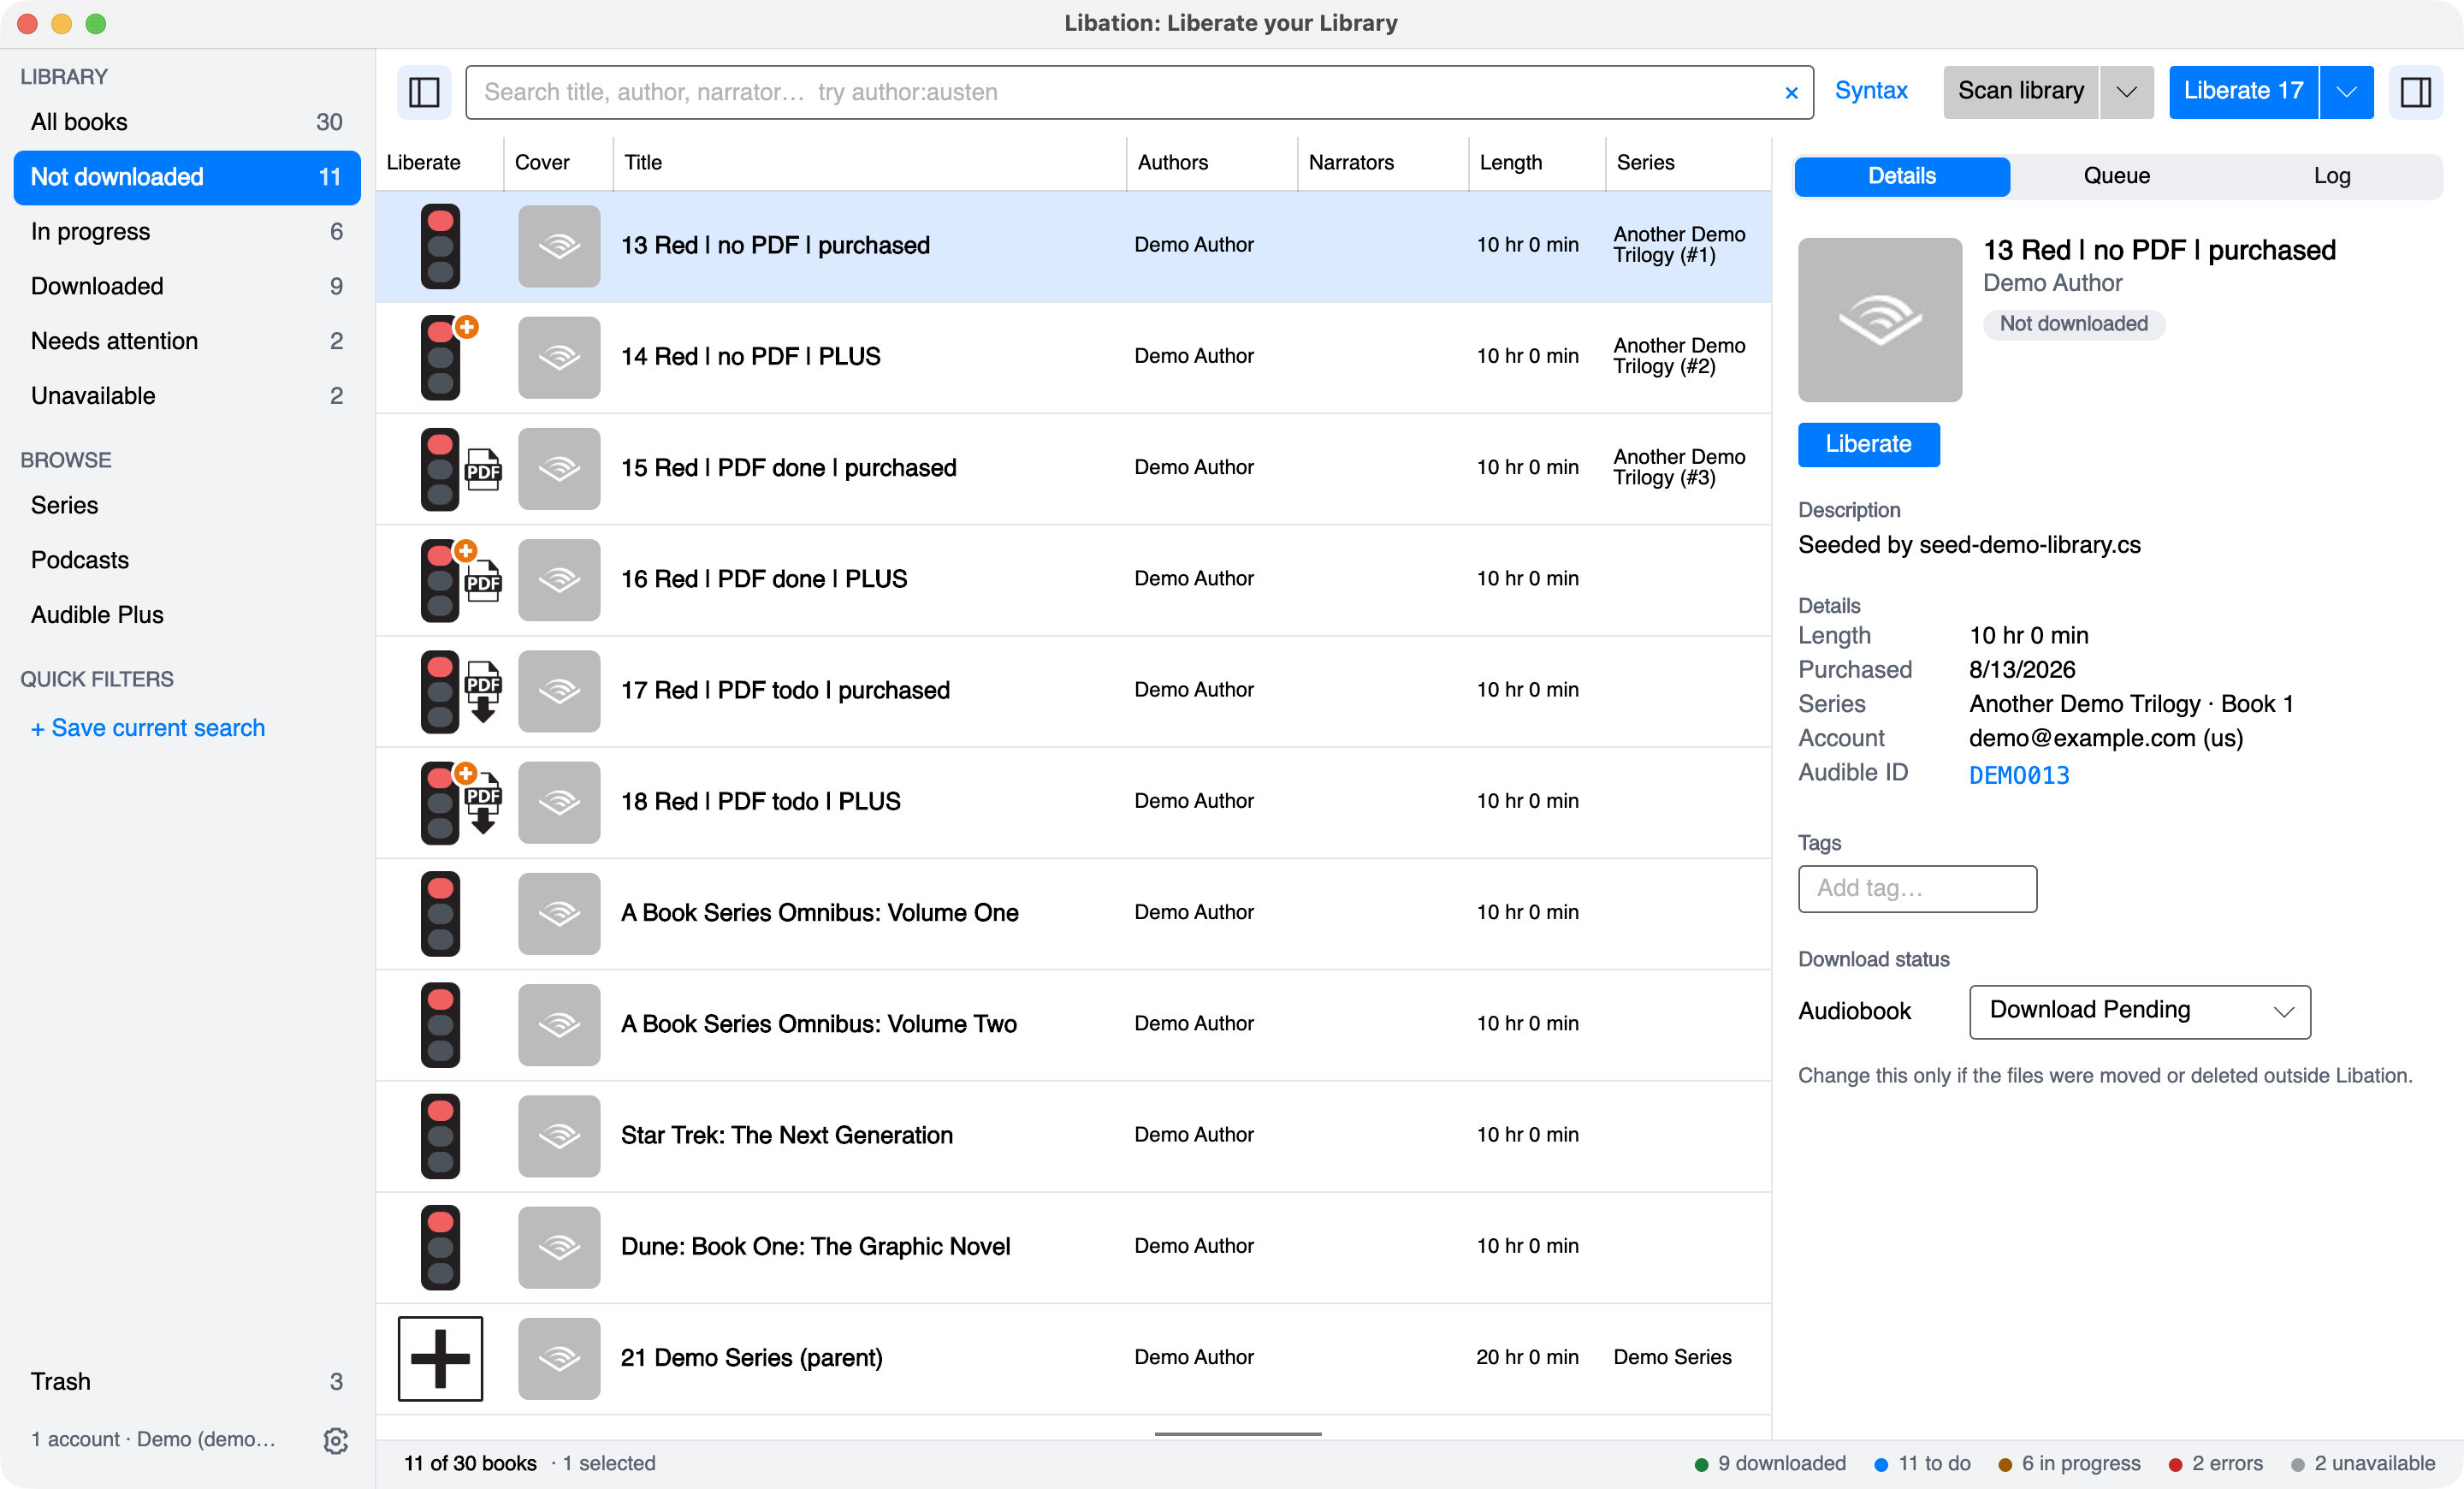 Libation: Liberate your Library
LIBRARY
All books 30
Not downloaded 11
In progress 6
Downloaded 9
Needs attention 2
Unavailable 2
BROWSE
Series
Podcasts
Audible Plus
QUICK FILTERS
+ Save current search
Trash 3
1 account · Demo (demo…
Search title, author, narrator… try author:austen
×
Syntax
Scan library
Liberate 17
Liberate Cover Title Authors Narrators Length Series
13 Red | no PDF | purchased Demo Author 10 hr 0 min Another Demo
Trilogy (#1)
14 Red | no PDF | PLUS Demo Author 10 hr 0 min Another Demo
Trilogy (#2)
PDF 15 Red | PDF done | purchased Demo Author 10 hr 0 min Another Demo
Trilogy (#3)
PDF 16 Red | PDF done | PLUS Demo Author 10 hr 0 min
PDF 17 Red | PDF todo | purchased Demo Author 10 hr 0 min
PDF 18 Red | PDF todo | PLUS Demo Author 10 hr 0 min
A Book Series Omnibus: Volume One Demo Author 10 hr 0 min
A Book Series Omnibus: Volume Two Demo Author 10 hr 0 min
Star Trek: The Next Generation Demo Author 10 hr 0 min
Dune: Book One: The Graphic Novel Demo Author 10 hr 0 min
21 Demo Series (parent) Demo Author 20 hr 0 min Demo Series
Details Queue Log
13 Red | no PDF | purchased
Demo Author
Not downloaded
Liberate
Description
Seeded by seed-demo-library.cs
Details
Length 10 hr 0 min
Purchased 8/13/2026
Series Another Demo Trilogy · Book 1
Account demo@example.com (us)
Audible ID DEMO013
Tags
Add tag…
Download status
Audiobook Download Pending
Change this only if the files were moved or deleted outside Libation.
11 of 30 books · 1 selected
9 downloaded 11 to do 6 in progress 2 errors 2 unavailable